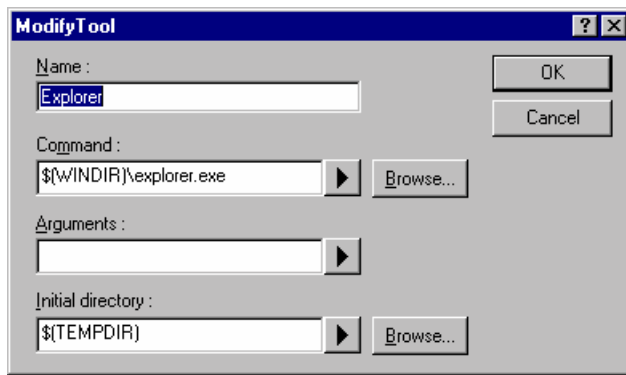 ModifyTool
Name :
OK
Explorer
Cancel
Command :
$(WINDIR)\explorer.exe
Browse...
Arguments :
Initial directory :
$(TEMPDIR)
Browse...